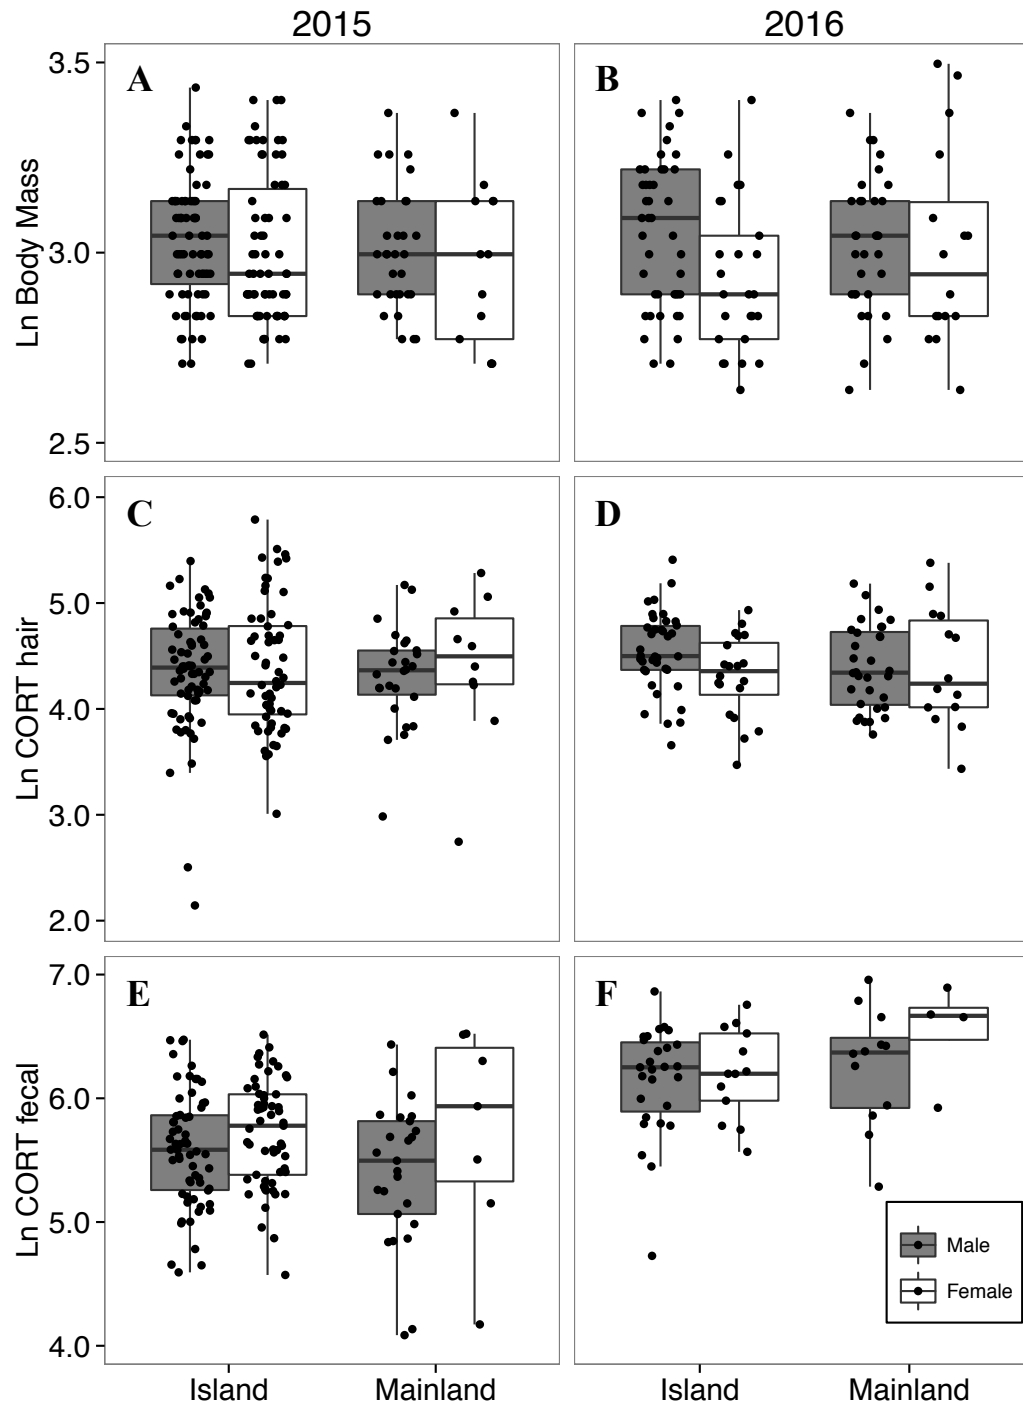 2015 2016
A B
3.5
3.0
2.5
Ln Body Mass
C D
6.0
5.0
4.0
3.0
2.0
Ln CORT hair
E F
7.0
6.0
5.0
4.0
Ln CORT fecal
Male
Female
Island Mainland Island Mainland